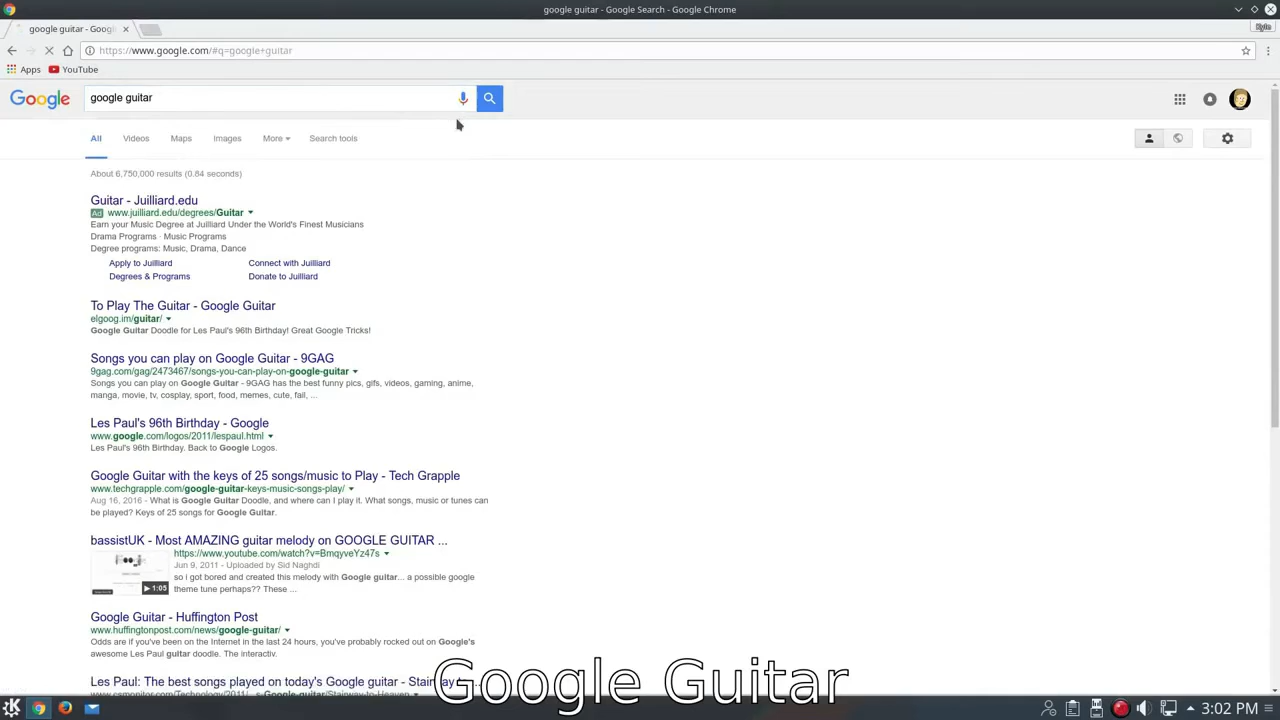 google guitar - Google Search - Google Chrome
google guitar - Goog
Kyle
https://www.google.com/#q=google+guitar
Apps
YouTube
Google
google guitar
All
Videos
Maps
Images
More
Search tools
About 6,750,000 results (0.84 seconds)
Guitar - Juilliard.edu
Ad www.juilliard.edu/degrees/Guitar
Earn your Music Degree at Juilliard Under the World's Finest Musicians
Drama Programs · Music Programs
Degree programs: Music, Drama, Dance
Apply to Juilliard
Connect with Juilliard
Degrees & Programs
Donate to Juilliard
To Play The Guitar - Google Guitar
elgoog.im/guitar/
Google Guitar Doodle for Les Paul's 96th Birthday! Great Google Tricks!
Songs you can play on Google Guitar - 9GAG
9gag.com/gag/2473467/songs-you-can-play-on-google-guitar
Songs you can play on Google Guitar - 9GAG has the best funny pics, gifs, videos, gaming, anime,
manga, movie, tv, cosplay, sport, food, memes, cute, fail, ...
Les Paul's 96th Birthday - Google
www.google.com/logos/2011/lespaul.html
Les Paul's 96th Birthday. Back to Google Logos.
Google Guitar with the keys of 25 songs/music to Play - Tech Grapple
www.techgrapple.com/google-guitar-keys-music-songs-play/
Aug 16, 2016 - What is Google Guitar Doodle, and where can I play it. What songs, music or tunes can
be played? Keys of 25 songs for Google Guitar.
bassistUK - Most AMAZING guitar melody on GOOGLE GUITAR ...
https://www.youtube.com/watch?v=BmqyveYz47s
Jun 9, 2011 - Uploaded by Sid Naghdi
so i got bored and created this melody with Google guitar... a possible google
theme tune perhaps?? These ...
1:05
Google Guitar - Huffington Post
www.huffingtonpost.com/news/google-guitar/
Odds are if you've been on the Internet in the last 24 hours, you've probably rocked out on Google's
awesome Les Paul guitar doodle. The interactiv.
Les Paul: The best songs played on today's Google guitar - Stairway
Google Guitar
3:02 PM